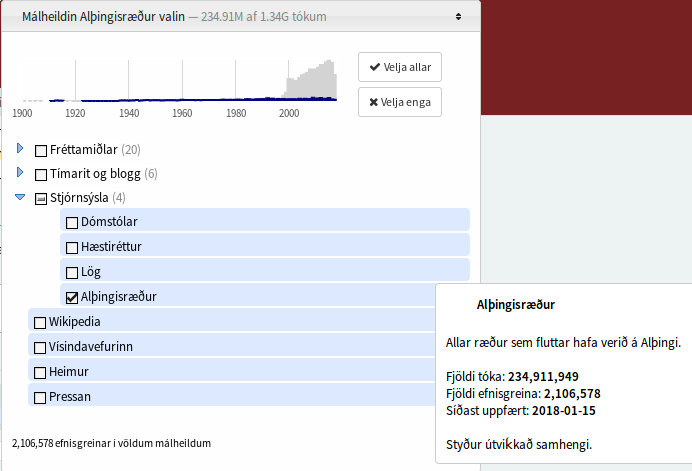 Málheildin Alþingisræður valin — 234.91M af 1.34G tókum
Velja allar
Velja enga
1900 1920 1940 1960 1980 2000
Fréttamiðlar (20)
Tímarit og blogg (6)
Stjórnsýsla (4)
Dómstólar
Hæstiréttur
Lög
Alþingisræður
Wikipedia
Vísindavefurinn
Heimur
Pressan
2,106,578 efnisgreinar í völdum málheildum
Alþingisræður
Allar ræður sem fluttar hafa verið á Alþingi.
Fjöldi tóka: 234,911,949
Fjöldi efnisgreina: 2,106,578
Síðast uppfært: 2018-01-15
Styður útvíkkað samhengi.